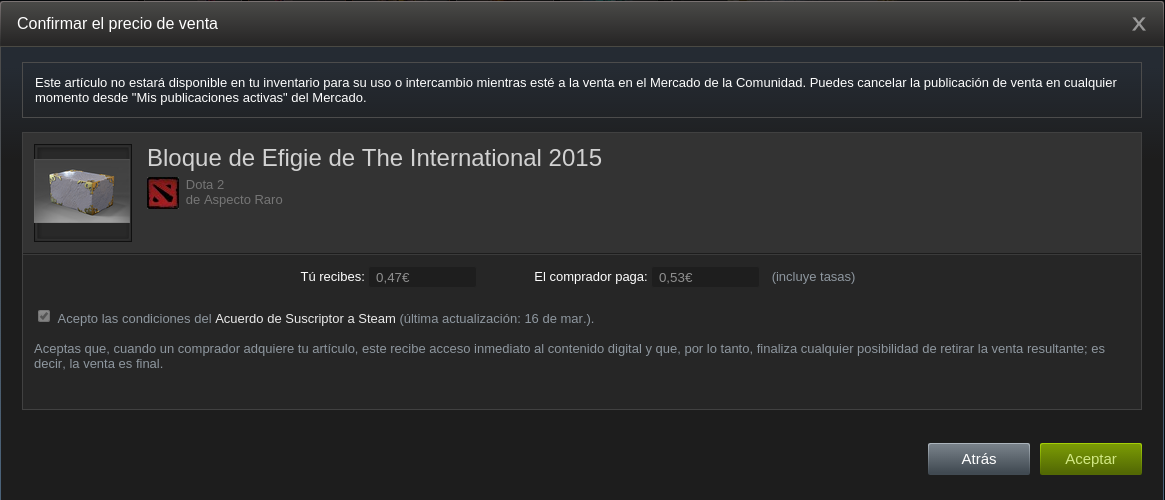 Confirmar el precio de venta
X
Este artículo no estará disponible en tu inventario para su uso o intercambio mientras esté a la venta en el Mercado de la Comunidad. Puedes cancelar la publicación de venta en cualquier
momento desde "Mis publicaciones activas" del Mercado.
Bloque de Efigie de The International 2015
Dota 2
de Aspecto Raro
Tú recibes: 0,47€ El comprador paga: 0,53€ (incluye tasas)
Acepto las condiciones del Acuerdo de Suscriptor a Steam (última actualización: 16 de mar.).
Aceptas que, cuando un comprador adquiere tu artículo, este recibe acceso inmediato al contenido digital y que, por lo tanto, finaliza cualquier posibilidad de retirar la venta resultante; es
decir, la venta es final.
Atrás Aceptar